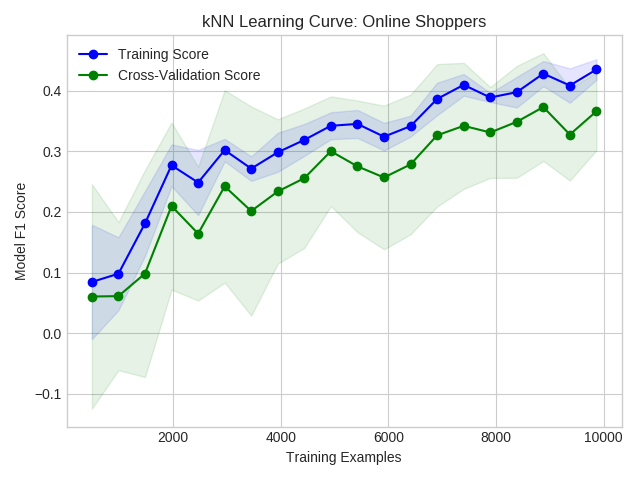 kNN Learning Curve: Online Shoppers
Training Score
Cross-Validation Score
Model F1 Score
0.4
0.3
0.2
0.1
0.0
−0.1
2000 4000 6000 8000 10000
Training Examples